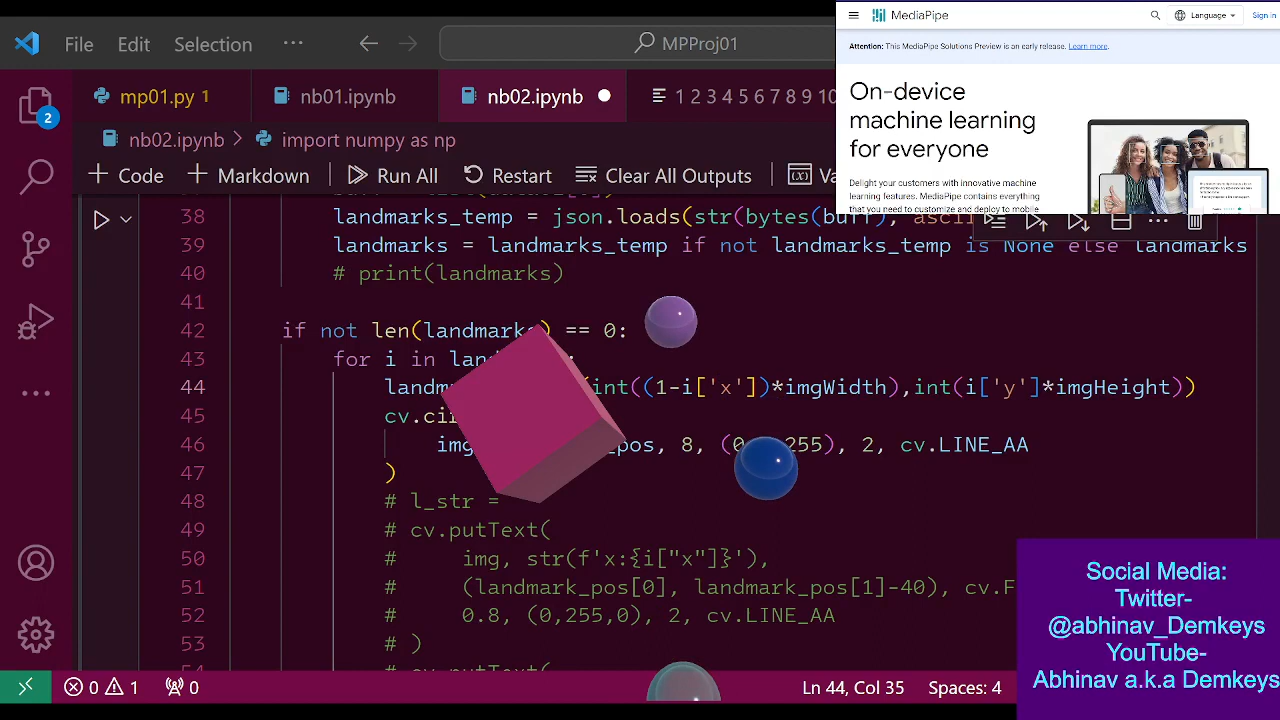 File Edit Selection ··· MPProj01
MediaPipe Language Sign in
Attention: This MediaPipe Solutions Preview is an early release. Learn more.
On-device
machine learning
for everyone
Delight your customers with innovative machine
learning features. MediaPipe contains everything
that you need to customize and deploy to mobile
mp01.py 1 nb01.ipynb nb02.ipynb 1 2 3 4 5 6 7 8 9 10
nb02.ipynb > import numpy as np
+ Code + Markdown Run All Restart Clear All Outputs
2
38 landmarks_temp = json.loads(str(bytes(buff),
39 landmarks = landmarks_temp if not landmarks_temp is None else landmarks
40 # print(landmarks)
41
42 if not len(landmarks) == 0:
43 for i in
44 int((1-i['x'])*imgWidth),int(i['y']*imgHeight))
45
46 8, 255), 2, cv.LINE_AA
47 )
48 # l_str =
49 # cv.putText(
50 # img, str(f'x:{i["x"]}'),
51 # (landmark_pos[0], landmark_pos[1]-40),
52 # 0.8, (0,255,0), 2, cv.LINE_AA
53 # )
Social Media:
Twitter-
@abhinav_Demkeys
YouTube-
Abhinav a.k.a Demkeys
0 1 0 Ln 44, Col 35 Spaces: 4